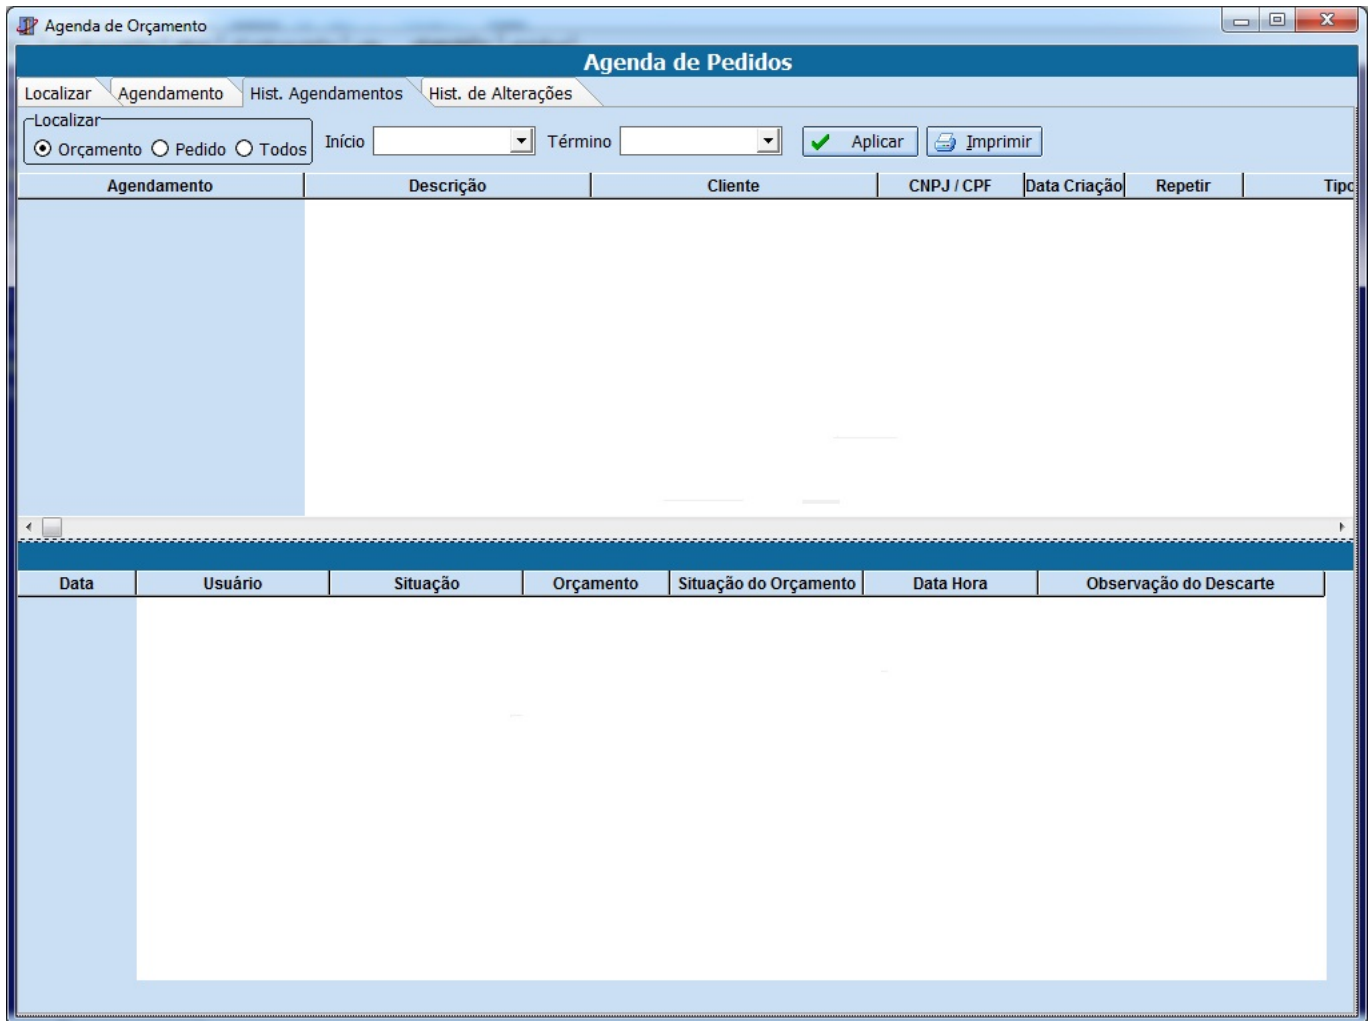 Agenda de Orçamento
Agenda de Pedidos
Localizar Agendamento Hist. Agendamentos Hist. de Alterações
Localizar
Orçamento Pedido Todos Início Término Aplicar Imprimir
Agendamento Descrição Cliente CNPJ / CPF Data Criação Repetir Tipo
Data Usuário Situação Orçamento Situação do Orçamento Data Hora Observação do Descarte